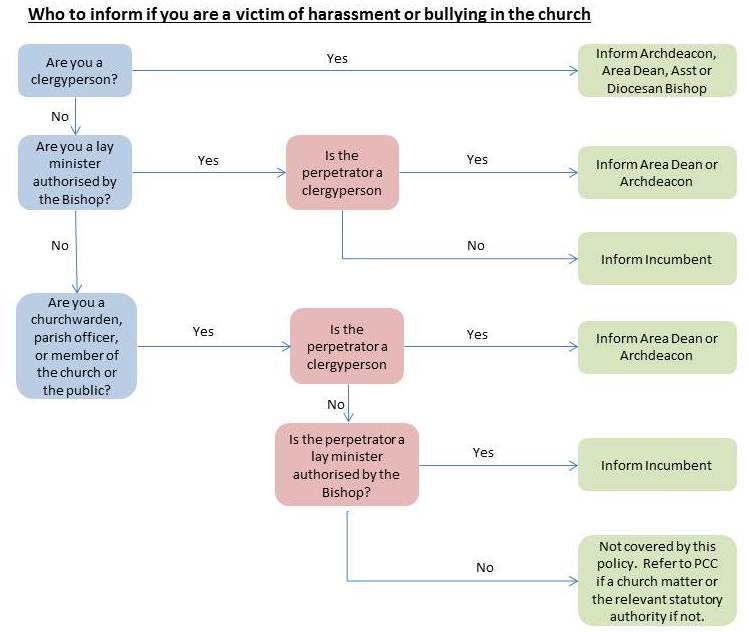 Who to inform if you are a victim of harassment or bullying in the church
Are you a
clergyperson?
Yes
Inform Archdeacon,
Area Dean, Asst or
Diocesan Bishop
No
Are you a lay
minister
authorised by
the Bishop?
Yes
Is the
perpetrator a
clergyperson
Yes
Inform Area Dean or
Archdeacon
No
Inform Incumbent
No
Are you a
churchwarden,
parish officer,
or member of
the church or
the public?
Yes
Is the
perpetrator a
clergyperson
Yes
Inform Area Dean or
Archdeacon
No
Is the perpetrator a
lay minister
authorised by the
Bishop?
Yes
Inform Incumbent
No
Not covered by this
policy. Refer to PCC
if a church matter or
the relevant statutory
authority if not.